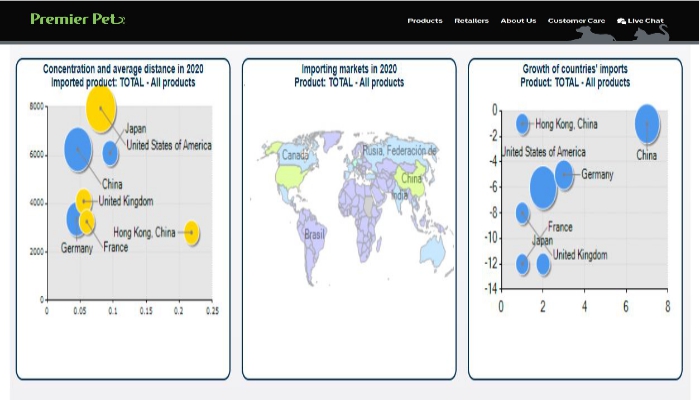 Premier Pet
Products Retailers About Us Customer Care Live Chat
Concentration and average distance in 2020
Imported product: TOTAL - All products
8000
6000
4000
2000
0
0 0.05 0.1 0.15 0.2 0.25
Japan
United States of America
China
United Kingdom
Hong Kong, China
Germany
France
Importing markets in 2020
Product: TOTAL - All products
Canadá
Rusia, Federación de
China
India
Brasil
Growth of countries' imports
Product: TOTAL - All products
0
-2
-4
-6
-8
-10
-12
-14
0 2 4 6 8
Hong Kong, China
China
United States of America
Germany
France
Japan
United Kingdom